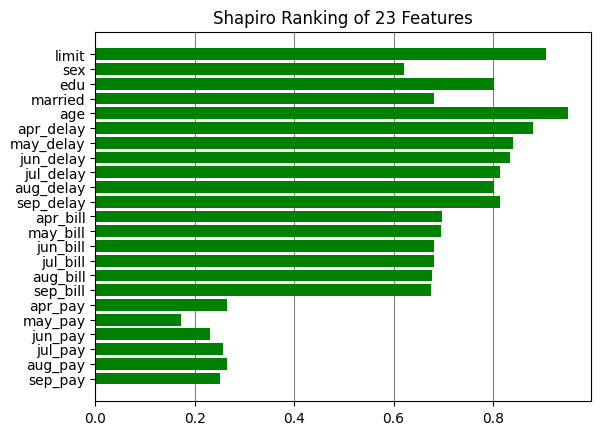 Shapiro Ranking of 23 Features
limit
sex
edu
married
age
apr_delay
may_delay
jun_delay
jul_delay
aug_delay
sep_delay
apr_bill
may_bill
jun_bill
jul_bill
aug_bill
sep_bill
apr_pay
may_pay
jun_pay
jul_pay
aug_pay
sep_pay
0.0 0.2 0.4 0.6 0.8